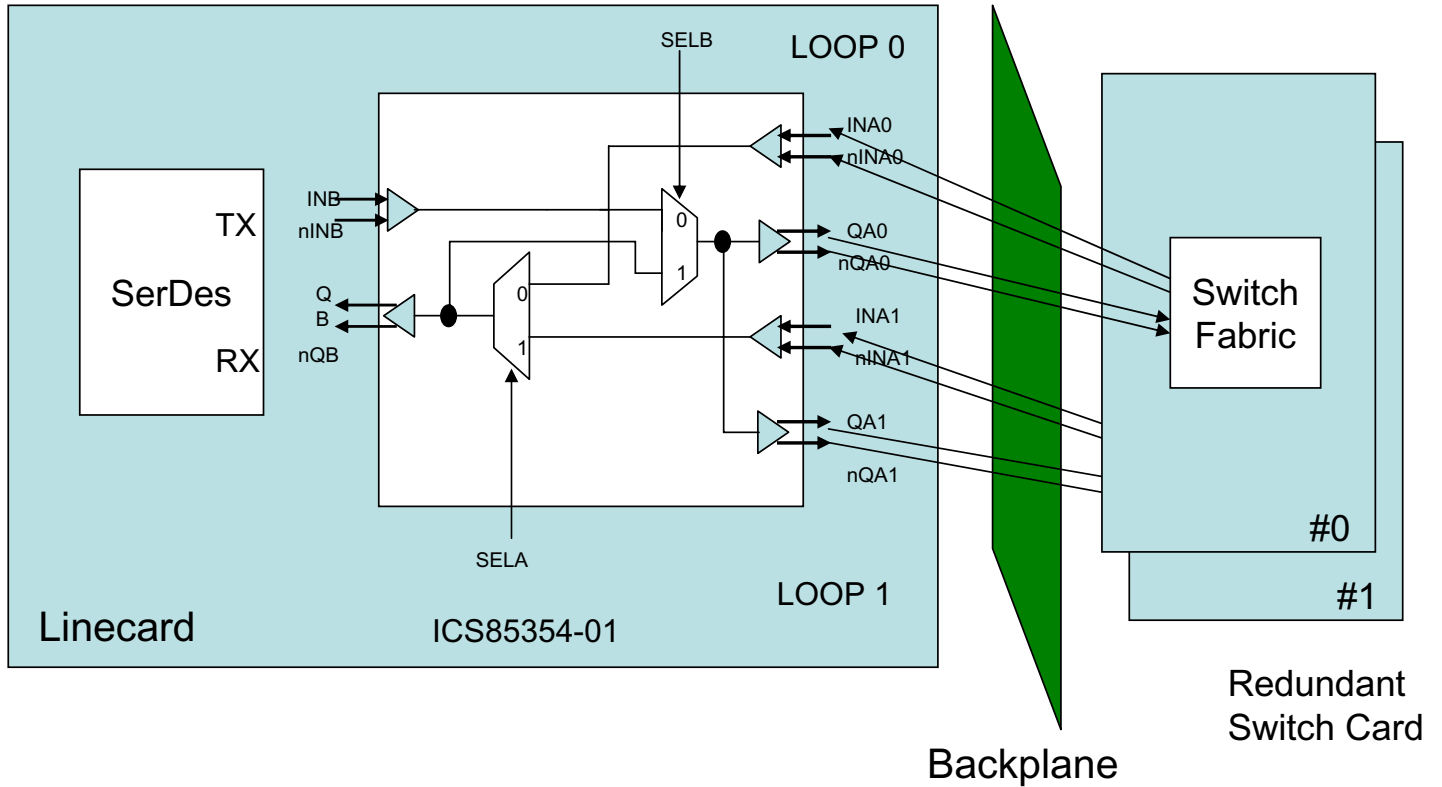 SELB
LOOP 0
INA0
nINA0
INB
nINB
TX
SerDes
RX
Q
B
nQB
0
1
0
1
QA0
nQA0
INA1
nINA1
QA1
nQA1
SELA
LOOP 1
Linecard
ICS85354-01
Switch
Fabric
#0
#1
Redundant
Switch Card
Backplane